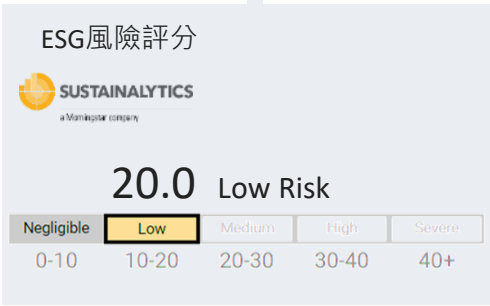 ESG風險評分
SUSTAINALYTICS
a Morningstar company
20.0 Low Risk
Negligible Low Medium High Severe
0-10 10-20 20-30 30-40 40+